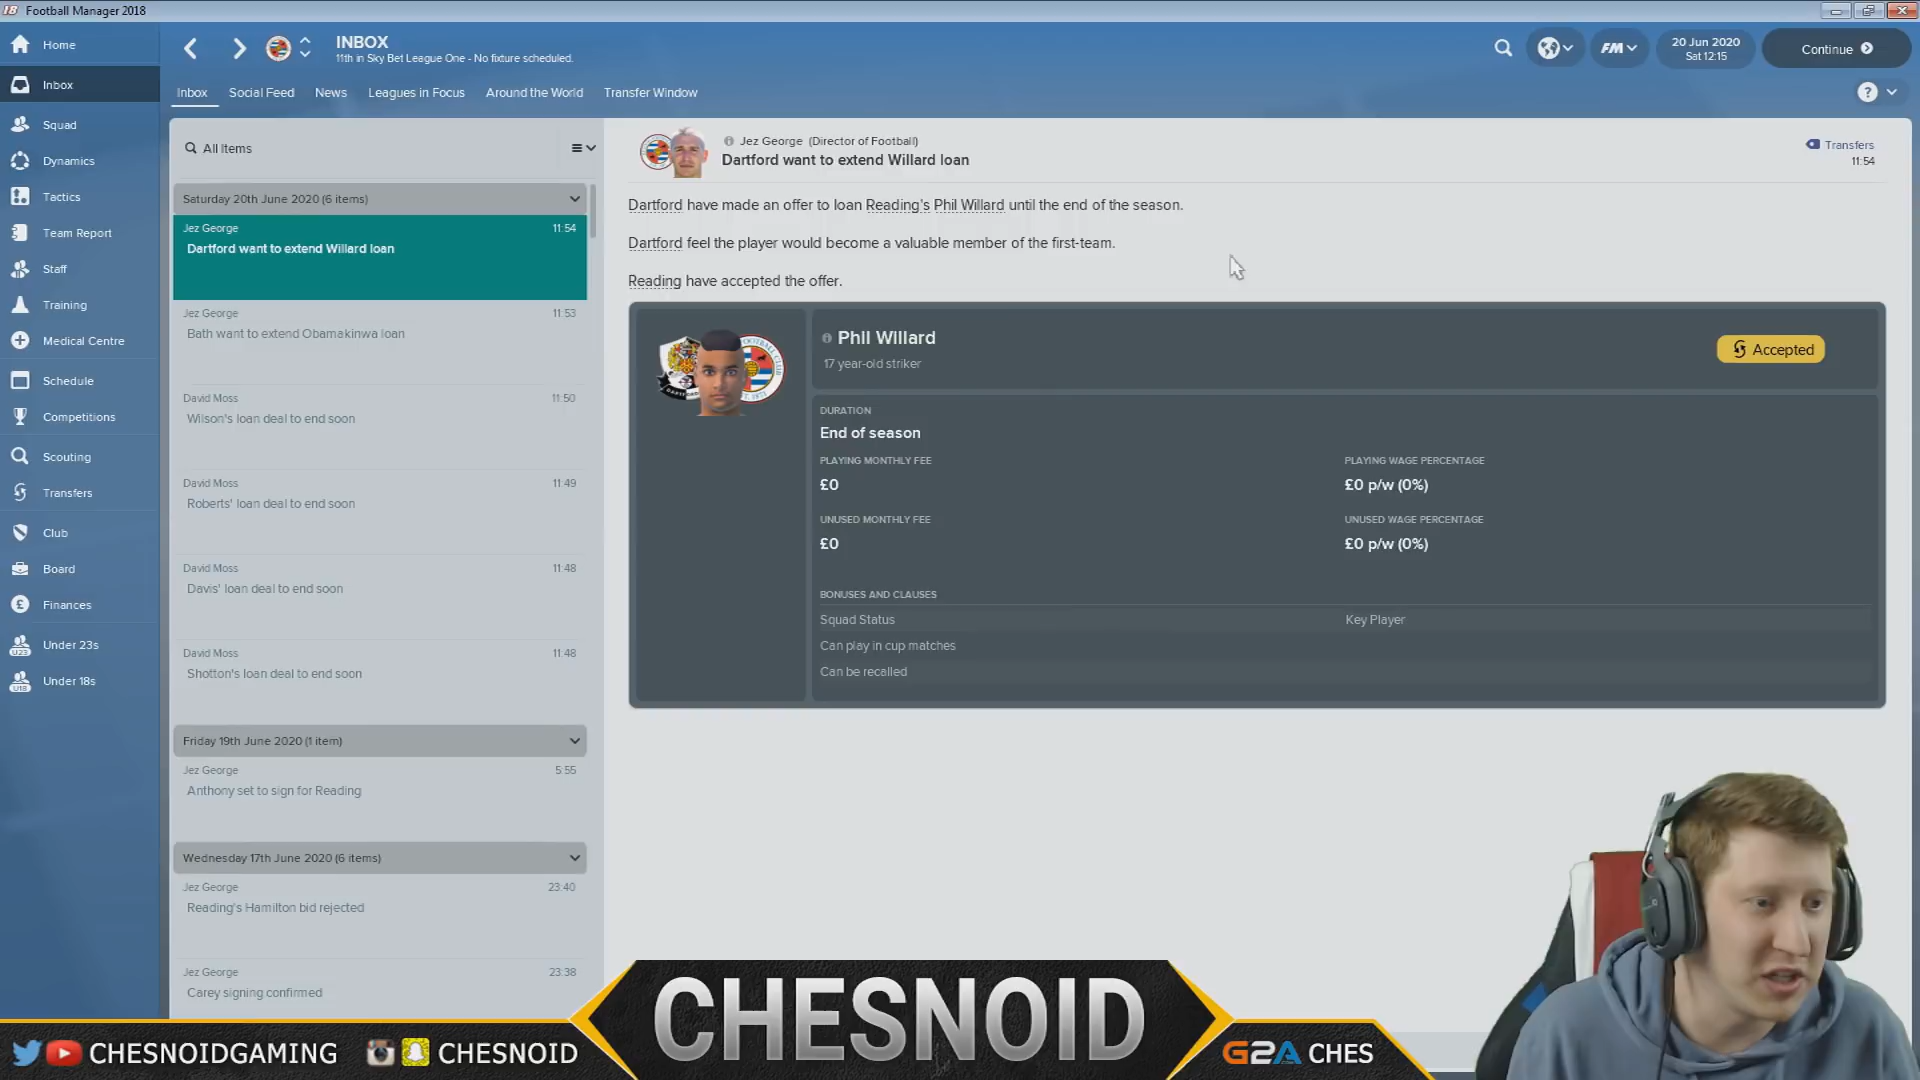 Football Manager 2018
Home
Inbox
Squad
Dynamics
Tactics
Team Report
Staff
Training
Medical Centre
Schedule
Competitions
Scouting
Transfers
Club
Board
Finances
Under 23s
Under 18s
INBOX
11th in Sky Bet League One - No fixture scheduled.
FM
20 Jun 2020
Sat 12:15
Continue
Inbox Social Feed News Leagues in Focus Around the World Transfer Window
All Items
Saturday 20th June 2020 (6 items)
Jez George 11:54
Dartford want to extend Willard loan
Jez George 11:53
Bath want to extend Obamakinwa loan
David Moss 11:50
Wilson's loan deal to end soon
David Moss 11:49
Roberts' loan deal to end soon
David Moss 11:48
Davis' loan deal to end soon
David Moss 11:48
Shotton's loan deal to end soon
Friday 19th June 2020 (1 item)
Jez George 5:55
Anthony set to sign for Reading
Wednesday 17th June 2020 (6 items)
Jez George 23:40
Reading's Hamilton bid rejected
Jez George 23:38
Carey signing confirmed
Jez George (Director of Football)
Dartford want to extend Willard loan
Transfers
11:54
Dartford have made an offer to loan Reading's Phil Willard until the end of the season.
Dartford feel the player would become a valuable member of the first-team.
Reading have accepted the offer.
Phil Willard
17 year-old striker
Accepted
DURATION
End of season
PLAYING MONTHLY FEE PLAYING WAGE PERCENTAGE
£0 £0 p/w (0%)
UNUSED MONTHLY FEE UNUSED WAGE PERCENTAGE
£0 £0 p/w (0%)
BONUSES AND CLAUSES
Squad Status Key Player
Can play in cup matches
Can be recalled
CHESNOIDGAMING
CHESNOID
CHESNOID
G2A CHES